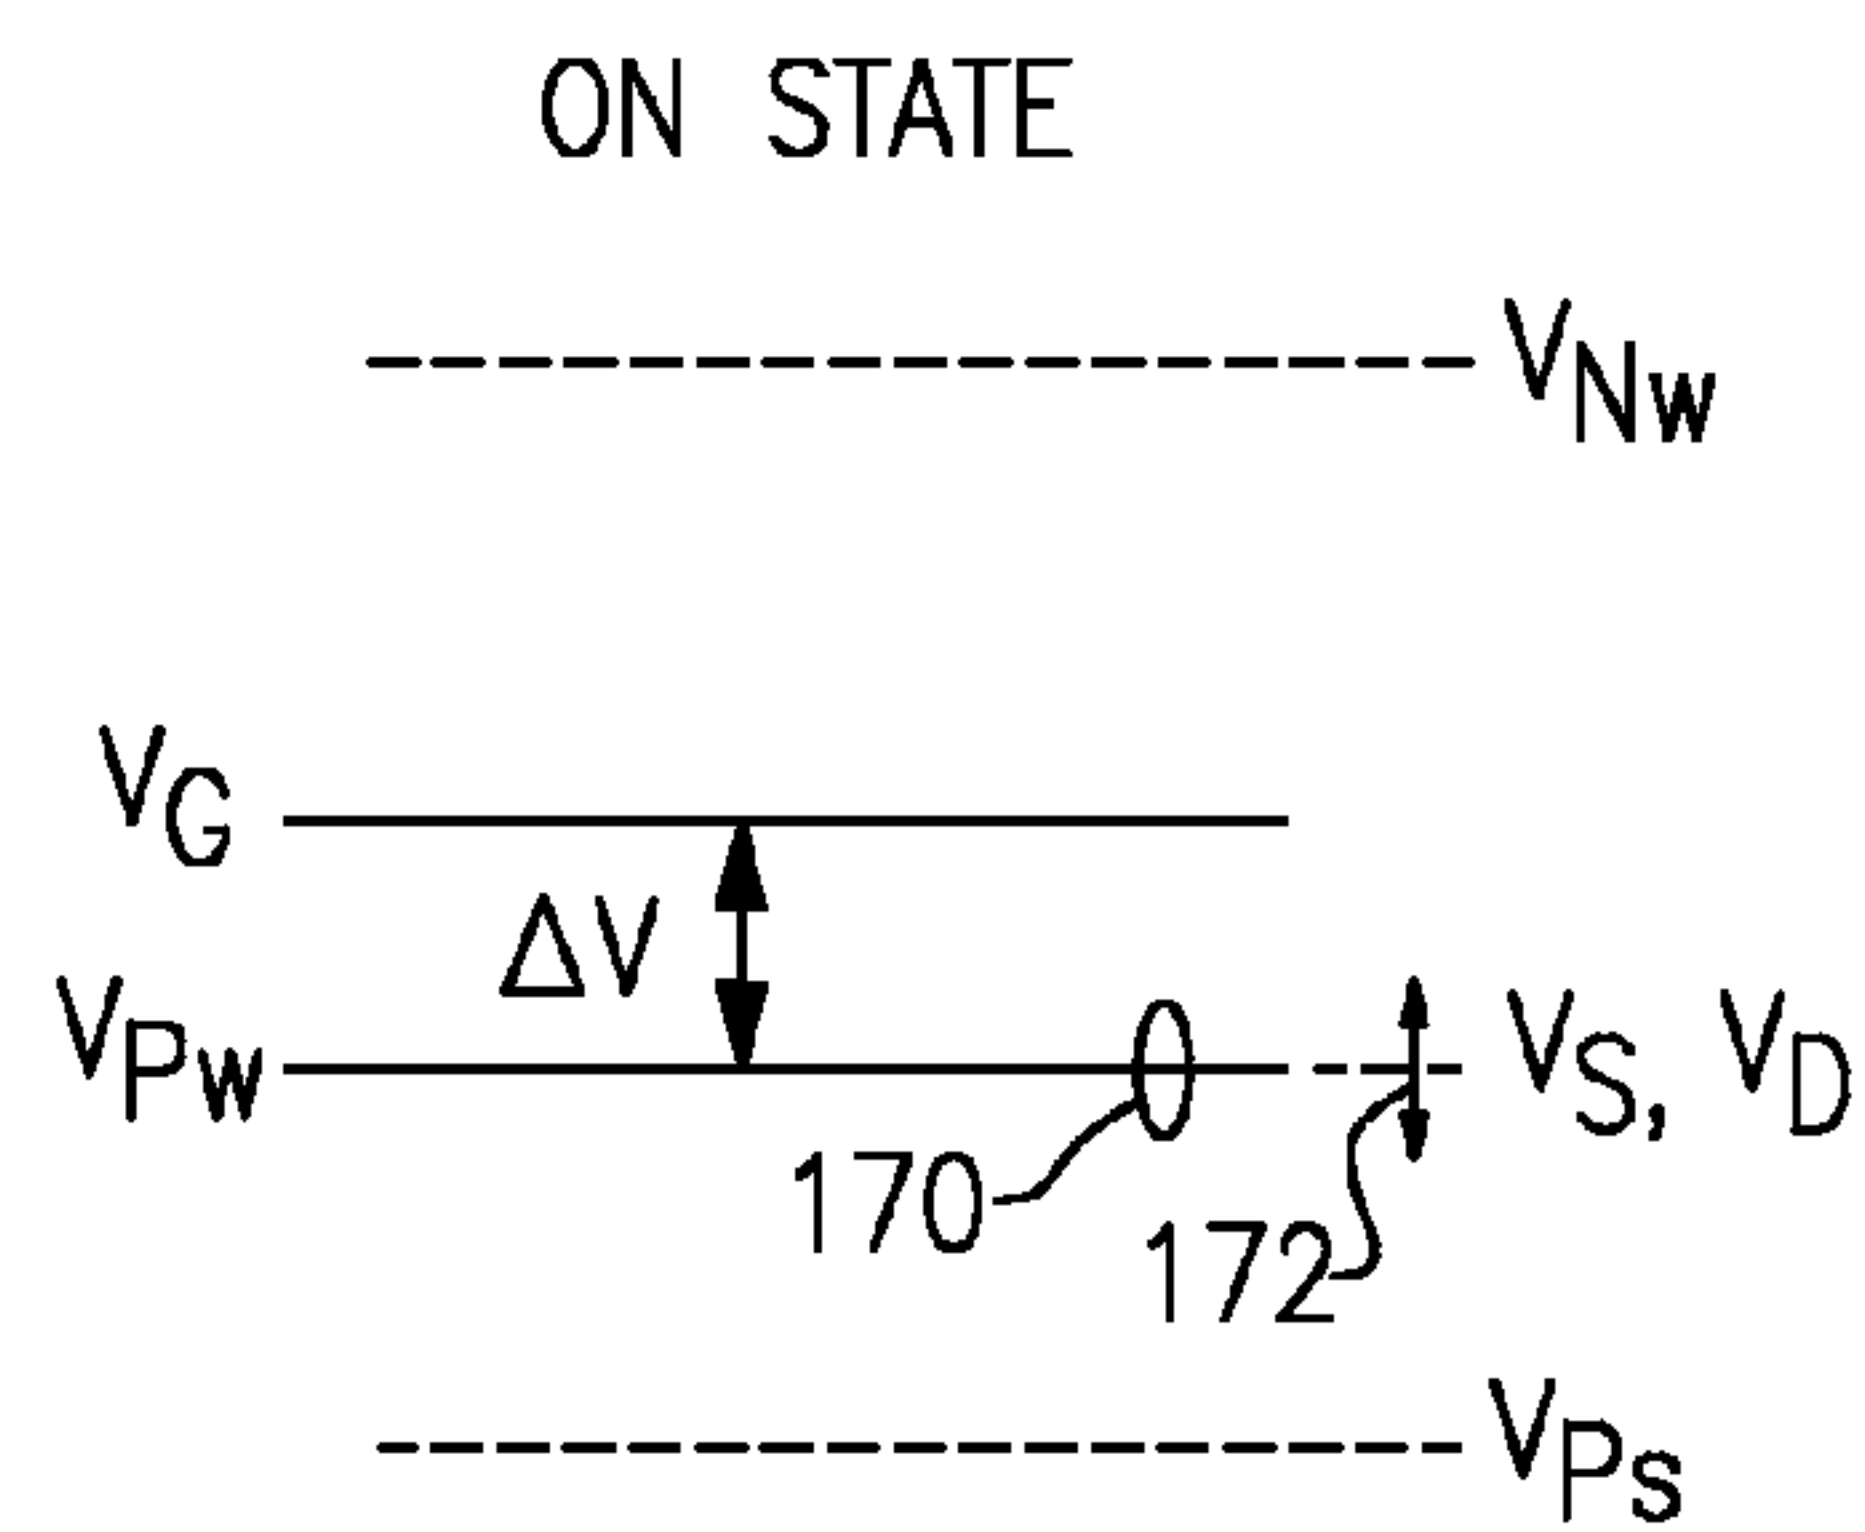 ON STATE
VNw
VG
ΔV
VPw
VS, VD
170
172
VPs